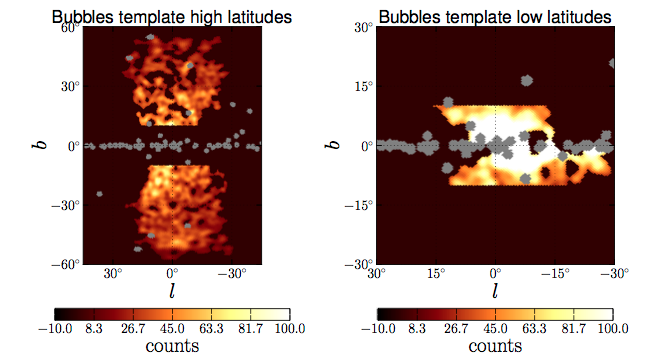 Bubbles template high latitudes
60°
30°
0°
−30°
−60°
b
30°
0°
−30°
l
−10.0 8.3 26.7 45.0 63.3 81.7 100.0
counts
Bubbles template low latitudes
30°
15°
0°
−15°
−30°
b
30°
15°
0°
−15°
−30°
l
−10.0 8.3 26.7 45.0 63.3 81.7 100.0
counts